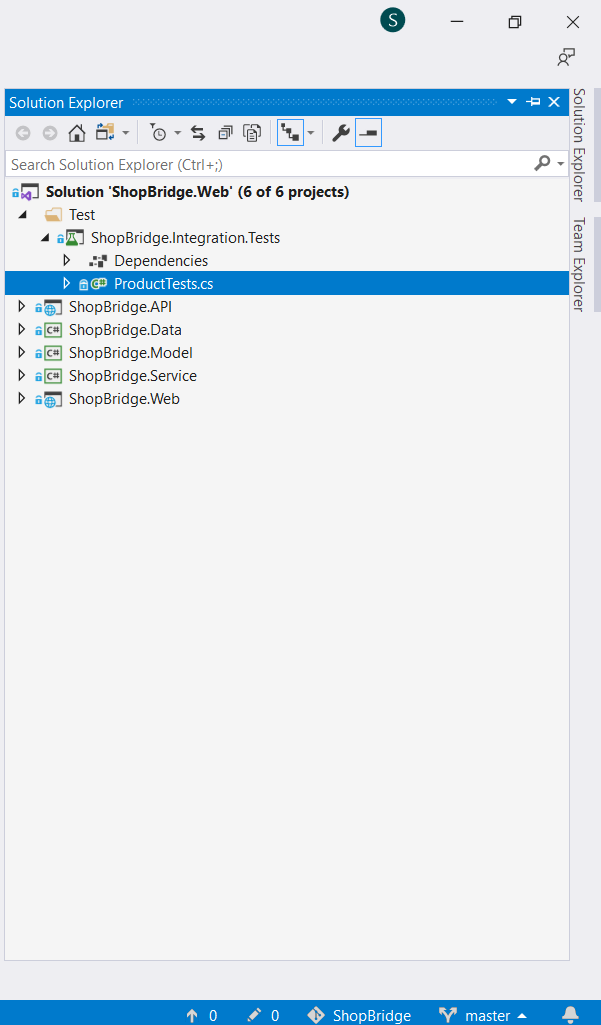 S
Solution Explorer
Search Solution Explorer (Ctrl+;)
Solution 'ShopBridge.Web' (6 of 6 projects)
Test
ShopBridge.Integration.Tests
Dependencies
C# ProductTests.cs
ShopBridge.API
C# ShopBridge.Data
C# ShopBridge.Model
C# ShopBridge.Service
ShopBridge.Web
Solution Explorer
Team Explorer
0 0 ShopBridge master